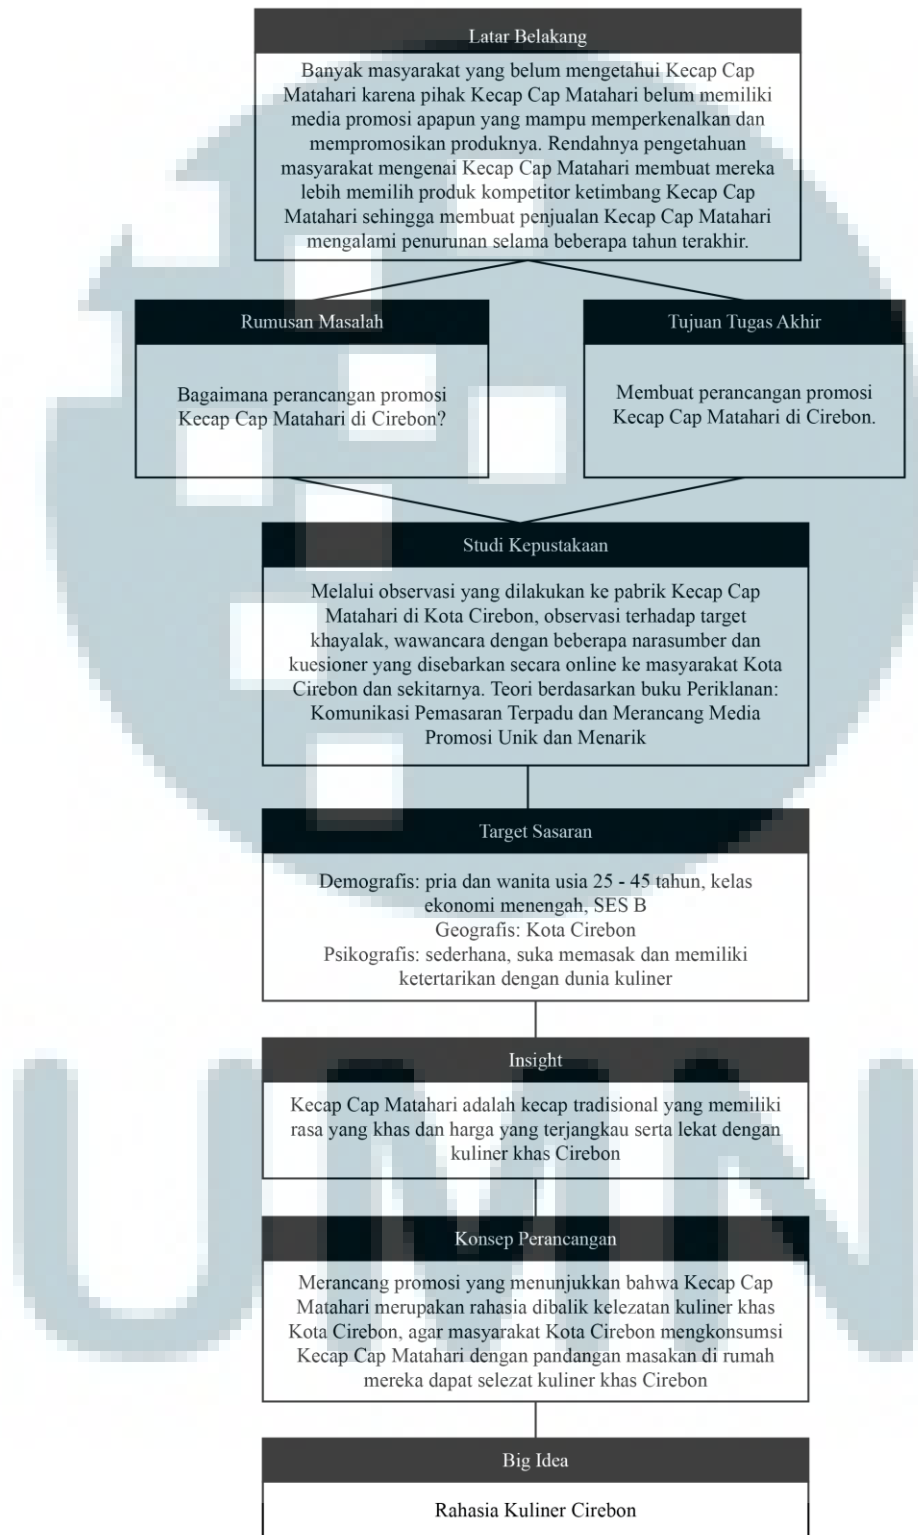 Latar Belakang
Banyak masyarakat yang belum mengetahui Kecap Cap
Matahari karena pihak Kecap Cap Matahari belum memiliki
media promosi apapun yang mampu memperkenalkan dan
mempromosikan produknya. Rendahnya pengetahuan
masyarakat mengenai Kecap Cap Matahari membuat mereka
lebih memilih produk kompetitor ketimbang Kecap Cap
Matahari sehingga membuat penjualan Kecap Cap Matahari
mengalami penurunan selama beberapa tahun terakhir.
Rumusan Masalah
Bagaimana perancangan promosi
Kecap Cap Matahari di Cirebon?
Tujuan Tugas Akhir
Membuat perancangan promosi
Kecap Cap Matahari di Cirebon.
Studi Kepustakaan
Melalui observasi yang dilakukan ke pabrik Kecap Cap
Matahari di Kota Cirebon, observasi terhadap target
khayalak, wawancara dengan beberapa narasumber dan
kuesioner yang disebarkan secara online ke masyarakat Kota
Cirebon dan sekitarnya. Teori berdasarkan buku Periklanan:
Komunikasi Pemasaran Terpadu dan Merancang Media
Promosi Unik dan Menarik
Target Sasaran
Demografis: pria dan wanita usia 25 - 45 tahun, kelas
ekonomi menengah, SES B
Geografis: Kota Cirebon
Psikografis: sederhana, suka memasak dan memiliki
ketertarikan dengan dunia kuliner
Insight
Kecap Cap Matahari adalah kecap tradisional yang memiliki
rasa yang khas dan harga yang terjangkau serta lekat dengan
kuliner khas Cirebon
Konsep Perancangan
Merancang promosi yang menunjukkan bahwa Kecap Cap
Matahari merupakan rahasia dibalik kelezatan kuliner khas
Kota Cirebon, agar masyarakat Kota Cirebon mengkonsumsi
Kecap Cap Matahari dengan pandangan masakan di rumah
mereka dapat selezat kuliner khas Cirebon
Big Idea
Rahasia Kuliner Cirebon
UMN